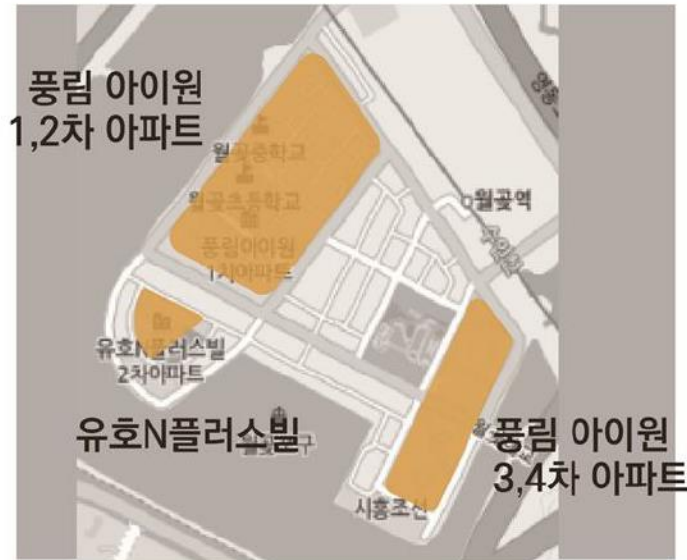 풍림 아이원
1,2차 아파트
월곶중학교
월곶초등학교
풍림아이원
1차아파트
월곶역
수인선
유호N플러스빌
2차아파트
유호N플러스빌
풍림 아이원
3,4차 아파트
시흥조선